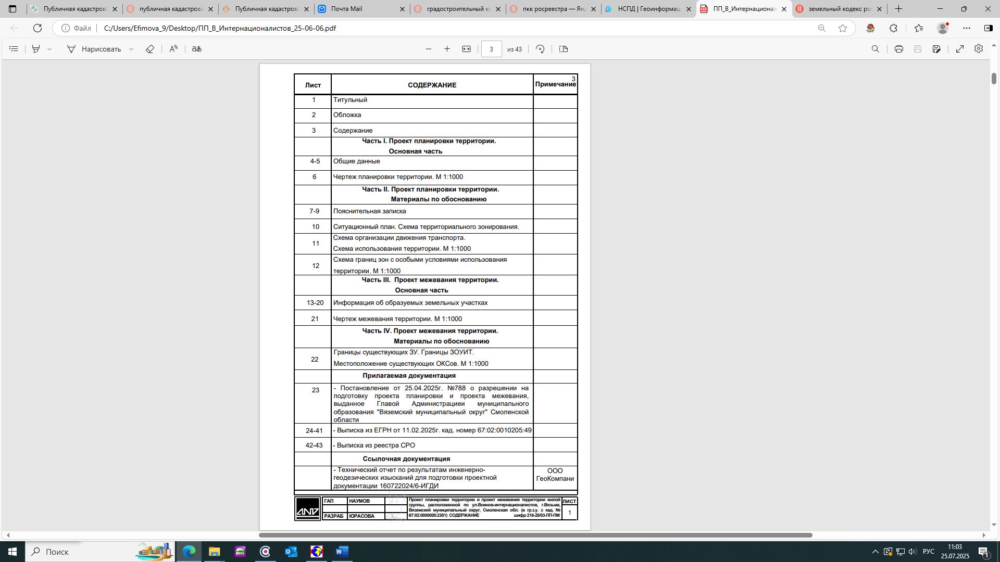 Публичная кадастрова
публичная кадастрова
Публичная кадастрова
Почта Mail
градостроительный ко
пкк росреестра — Янд
НСПД | Геоинформаци
ПП_В_Интернационал
земельный кодекс рос
Файл
C:/Users/Efimova_9/Desktop/ПП_В_Интернационалистов_25-06-06.pdf
Нарисовать
3
из 43
3
Лист
СОДЕРЖАНИЕ
Примечание
1
Титульный
2
Обложка
3
Содержание
Часть I. Проект планировки территории.
Основная часть
4-5
Общие данные
6
Чертеж планировки территории. М 1:1000
Часть II. Проект планировки территории.
Материалы по обоснованию
7-9
Пояснительная записка
10
Ситуационный план. Схема территориального зонирования.
11
Схема организации движения транспорта.
Схема использования территории. М 1:1000
12
Схема границ зон с особыми условиями использования
территории. М 1:1000
Часть III. Проект межевания территории.
Основная часть
13-20
Информация об образуемых земельных участках
21
Чертеж межевания территории. М 1:1000
Часть IV. Проект межевания территории.
Материалы по обоснованию
22
Границы существующих ЗУ. Границы ЗОУИТ.
Местоположение существующих ОКСов. М 1:1000
Прилагаемая документация
23
- Постановление от 25.04.2025г. №788 о разрешении на
подготовку проекта планировки и проекта межевания,
выданное Главой Администрациеи муниципального
образования "Вяземский муниципальный округ" Смоленской
области
24-41
- Выписка из ЕГРН от 11.02.2025г. кад. номер 67:02:0010205:49
42-43
- Выписка из реестра СРО
Ссылочная документация
- Технический отчет по результатам инженерно-
геодезических изысканий для подготовки проектной
документации 160722024/6-ИГДИ
ООО
ГеоКомпани
ГАП
НАУМОВ
РАЗРАБ
ЮРАСОВА
Проект планировки территории и проект межевания территории жилой
группы, расположенной по ул.Воинов-интернационалистов, г.Вязьма,
Вяземский муниципальный округ, Смоленская обл. (в гр.з.у. с кад. №
67:02:0000000:2301) СОДЕРЖАНИЕ шифр 216-25/03-ПП-ПМ
ЛИСТ
1
Поиск
РУС
11:03
25.07.2025
1